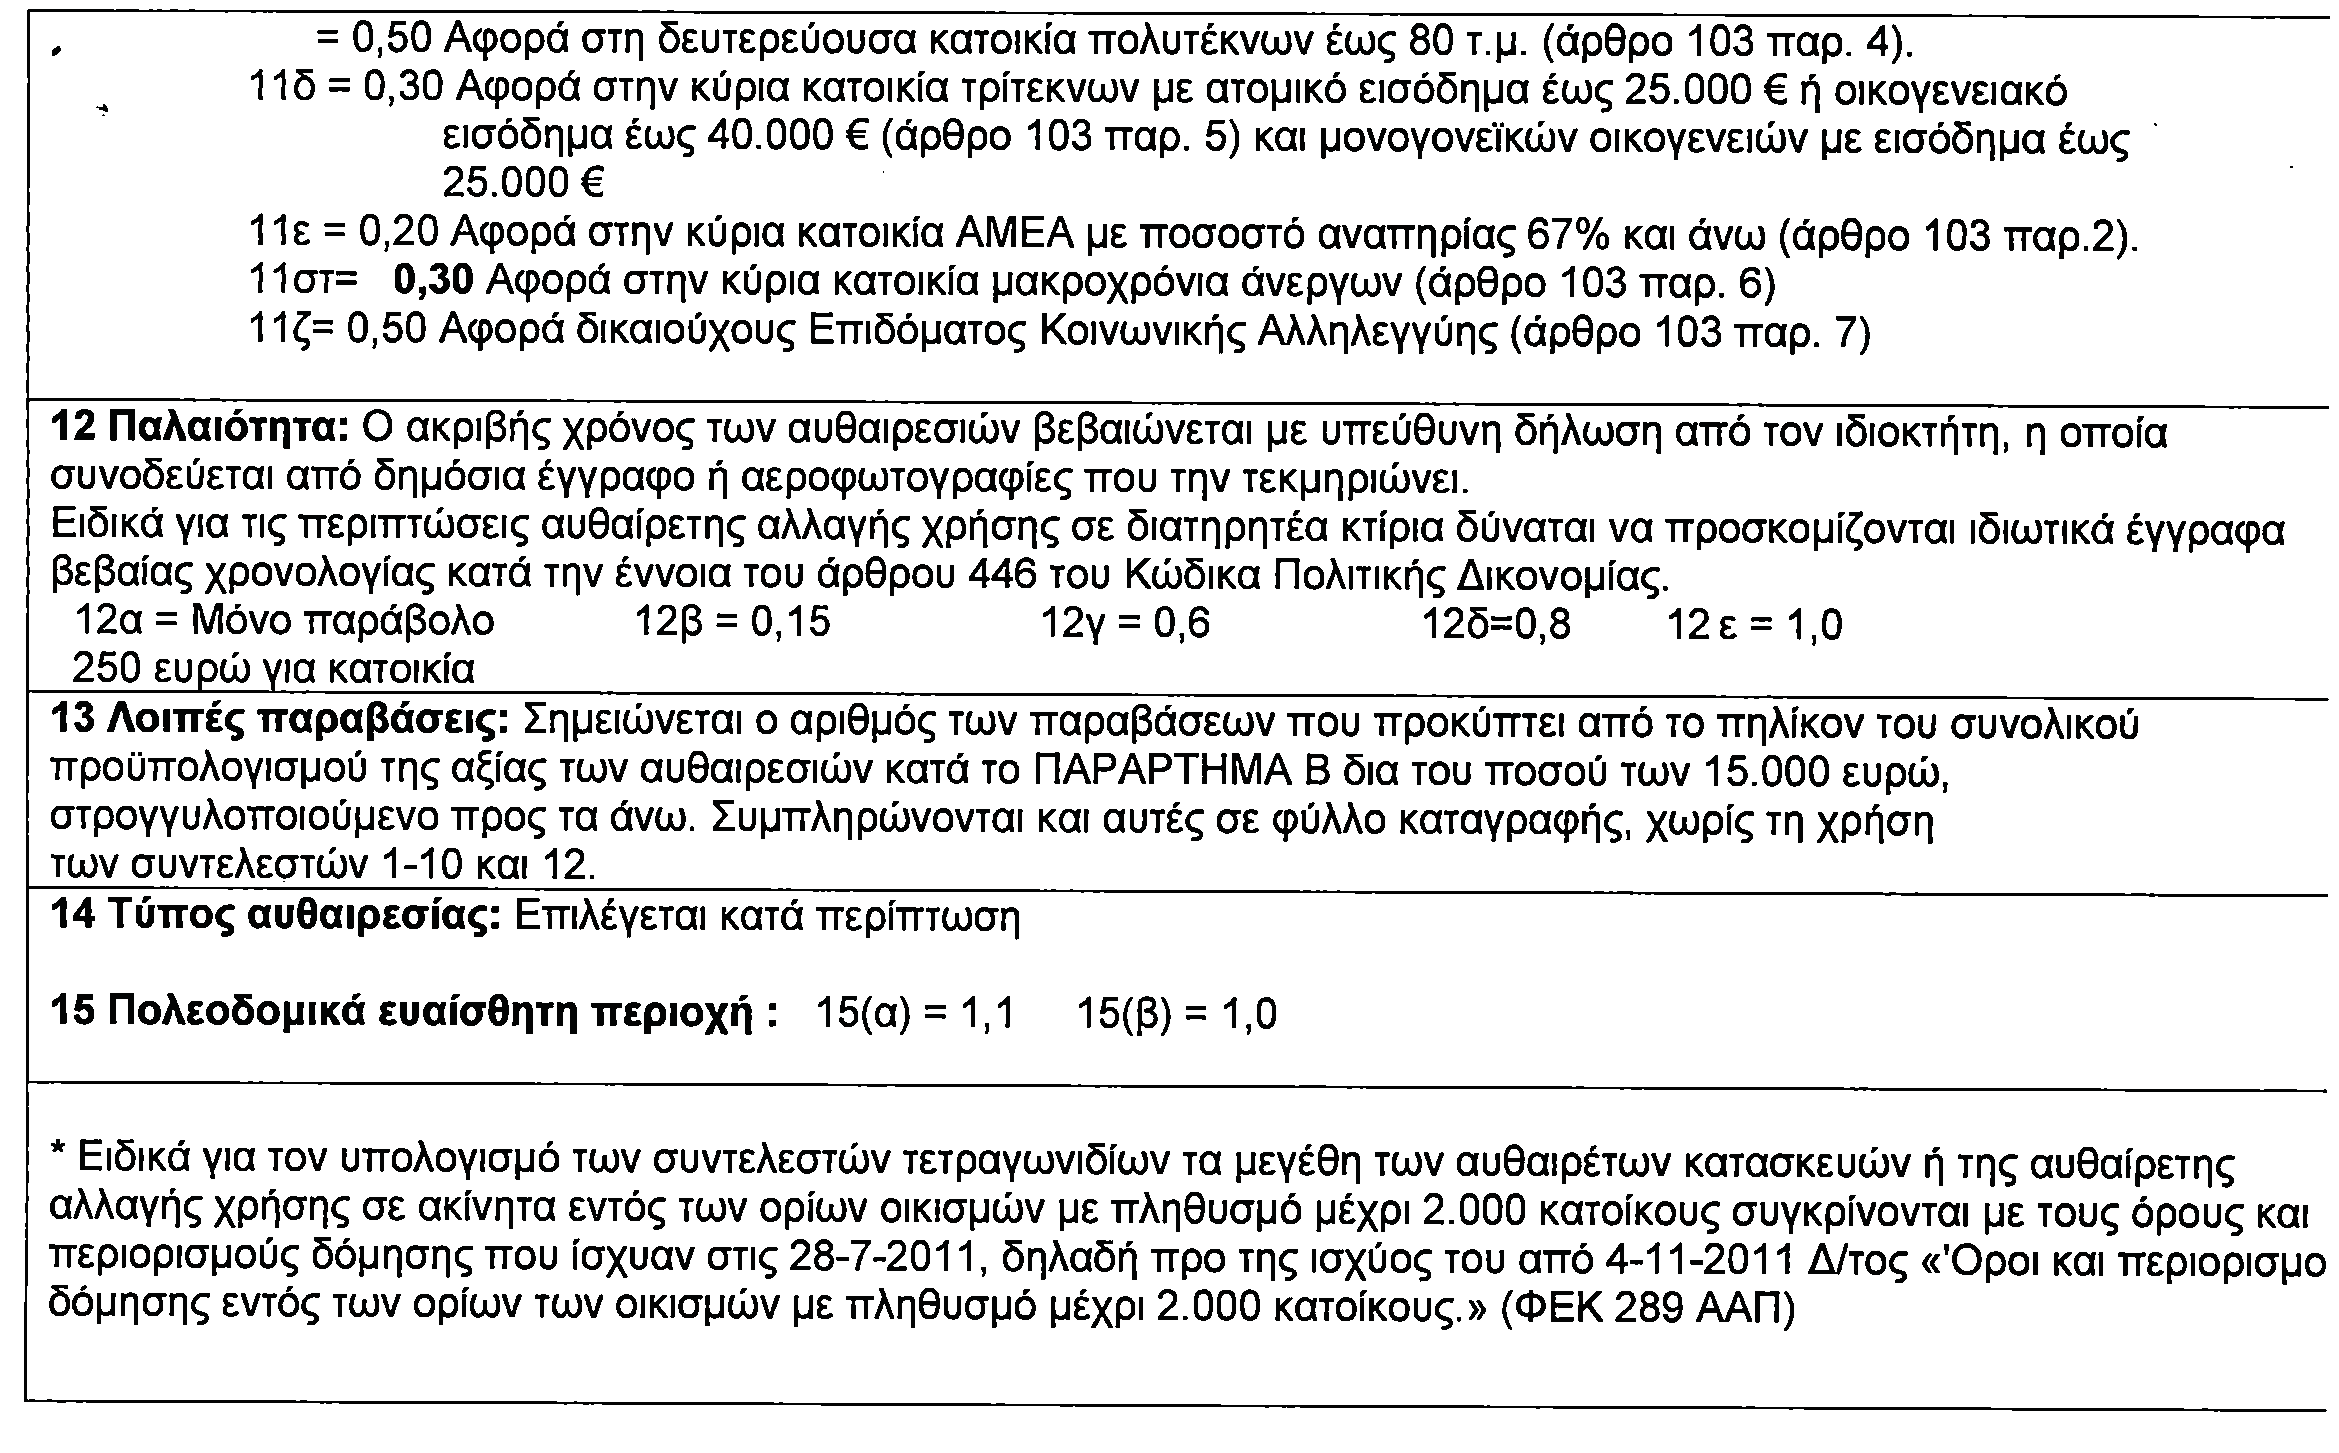 = 0,50 Αφορά στη δευτερεύουσα κατοικία πολυτέκνων έως 80 τ.μ. (άρθρο 103 παρ. 4).
11δ = 0,30 Αφορά στην κύρια κατοικία τρίτεκνων με ατομικό εισόδημα έως 25.000 € ή οικογενειακό
εισόδημα έως 40.000 € (άρθρο 103 παρ. 5) και μονογονεϊκών οικογενειών με εισόδημα έως
25.000 €
11ε = 0,20 Αφορά στην κύρια κατοικία ΑΜΕΑ με ποσοστό αναπηρίας 67% και άνω (άρθρο 103 παρ.2).
11στ= 0,30 Αφορά στην κύρια κατοικία μακροχρόνια άνεργων (άρθρο 103 παρ. 6)
11ζ= 0,50 Αφορά δικαιούχους Επιδόματος Κοινωνικής Αλληλεγγύης (άρθρο 103 παρ. 7)
12 Παλαιότητα: Ο ακριβής χρόνος των αυθαιρεσιών βεβαιώνεται με υπεύθυνη δήλωση από τον ιδιοκτήτη, η οποία
συνοδεύεται από δημόσια έγγραφο ή αεροφωτογραφίες που την τεκμηριώνει.
Ειδικά για τις περιπτώσεις αυθαίρετης αλλαγής χρήσης σε διατηρητέα κτίρια δύναται να προσκομίζονται ιδιωτικά έγγραφα
βεβαίας χρονολογίας κατά την έννοια του άρθρου 446 του Κώδικα Πολιτικής Δικονομίας.
12α = Μόνο παράβολο 12β = 0,15 12γ = 0,6 12δ=0,8 12 ε = 1,0
250 ευρώ για κατοικία
13 Λοιπές παραβάσεις: Σημειώνεται ο αριθμός των παραβάσεων που προκύπτει από το πηλίκον του συνολικού
προϋπολογισμού της αξίας των αυθαιρεσιών κατά το ΠΑΡΑΡΤΗΜΑ Β δια του ποσού των 15.000 ευρώ,
στρογγυλοποιούμενο προς τα άνω. Συμπληρώνονται και αυτές σε φύλλο καταγραφής, χωρίς τη χρήση
των συντελεστών 1-10 και 12.
14 Τύπος αυθαιρεσίας: Επιλέγεται κατά περίπτωση
15 Πολεοδομικά ευαίσθητη περιοχή : 15(α) = 1,1 15(β) = 1,0
* Ειδικά για τον υπολογισμό των συντελεστών τετραγωνιδίων τα μεγέθη των αυθαιρέτων κατασκευών ή της αυθαίρετης
αλλαγής χρήσης σε ακίνητα εντός των ορίων οικισμών με πληθυσμό μέχρι 2.000 κατοίκους συγκρίνονται με τους όρους και
περιορισμούς δόμησης που ίσχυαν στις 28-7-2011, δηλαδή προ της ισχύος του από 4-11-2011 Δ/τος «Όροι και περιορισμο
δόμησης εντός των ορίων των οικισμών με πληθυσμό μέχρι 2.000 κατοίκους.» (ΦΕΚ 289 ΑΑΠ)